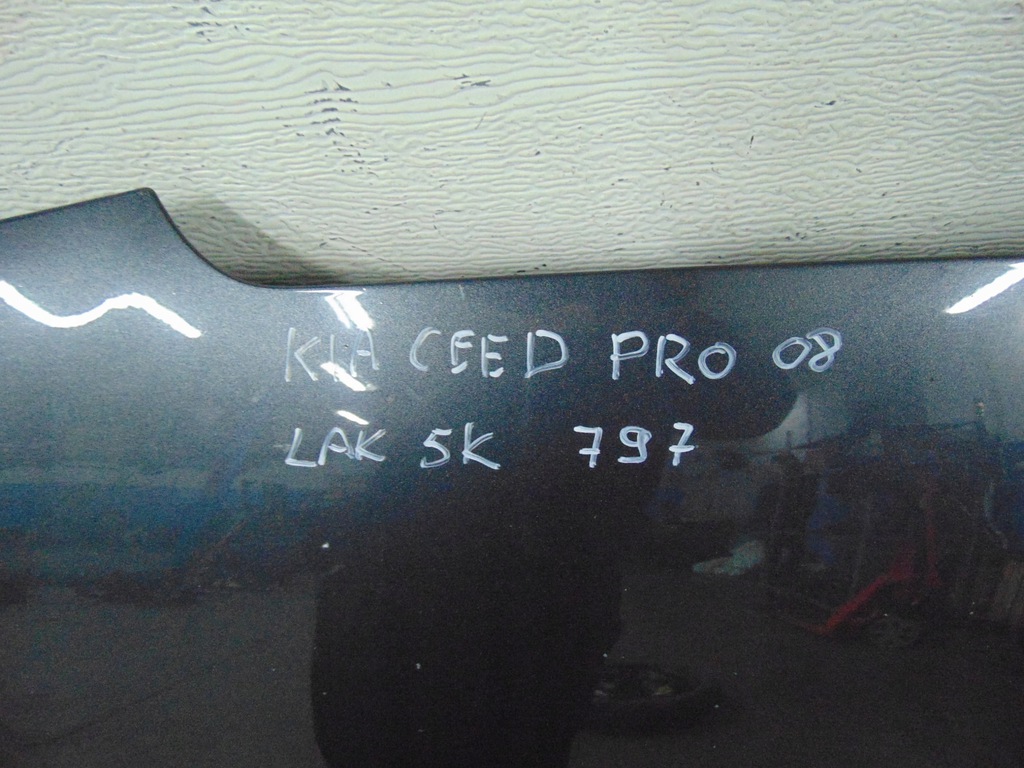 KIA CEED PRO 08
LAK 5K 797